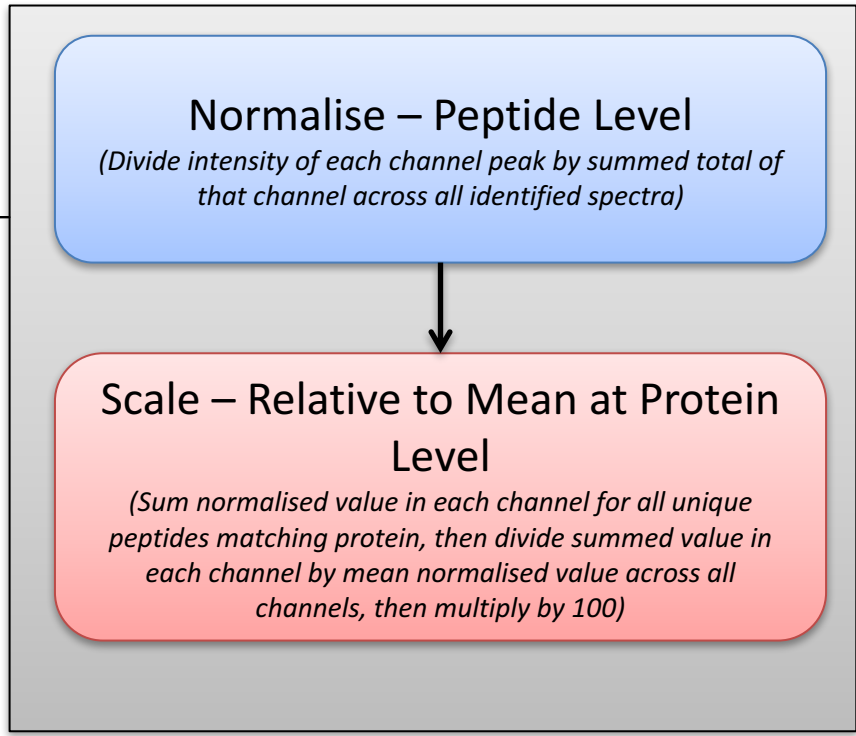 Normalise – Peptide Level
(Divide intensity of each channel peak by summed total of
that channel across all identified spectra)
Scale – Relative to Mean at Protein
Level
(Sum normalised value in each channel for all unique
peptides matching protein, then divide summed value in
each channel by mean normalised value across all
channels, then multiply by 100)